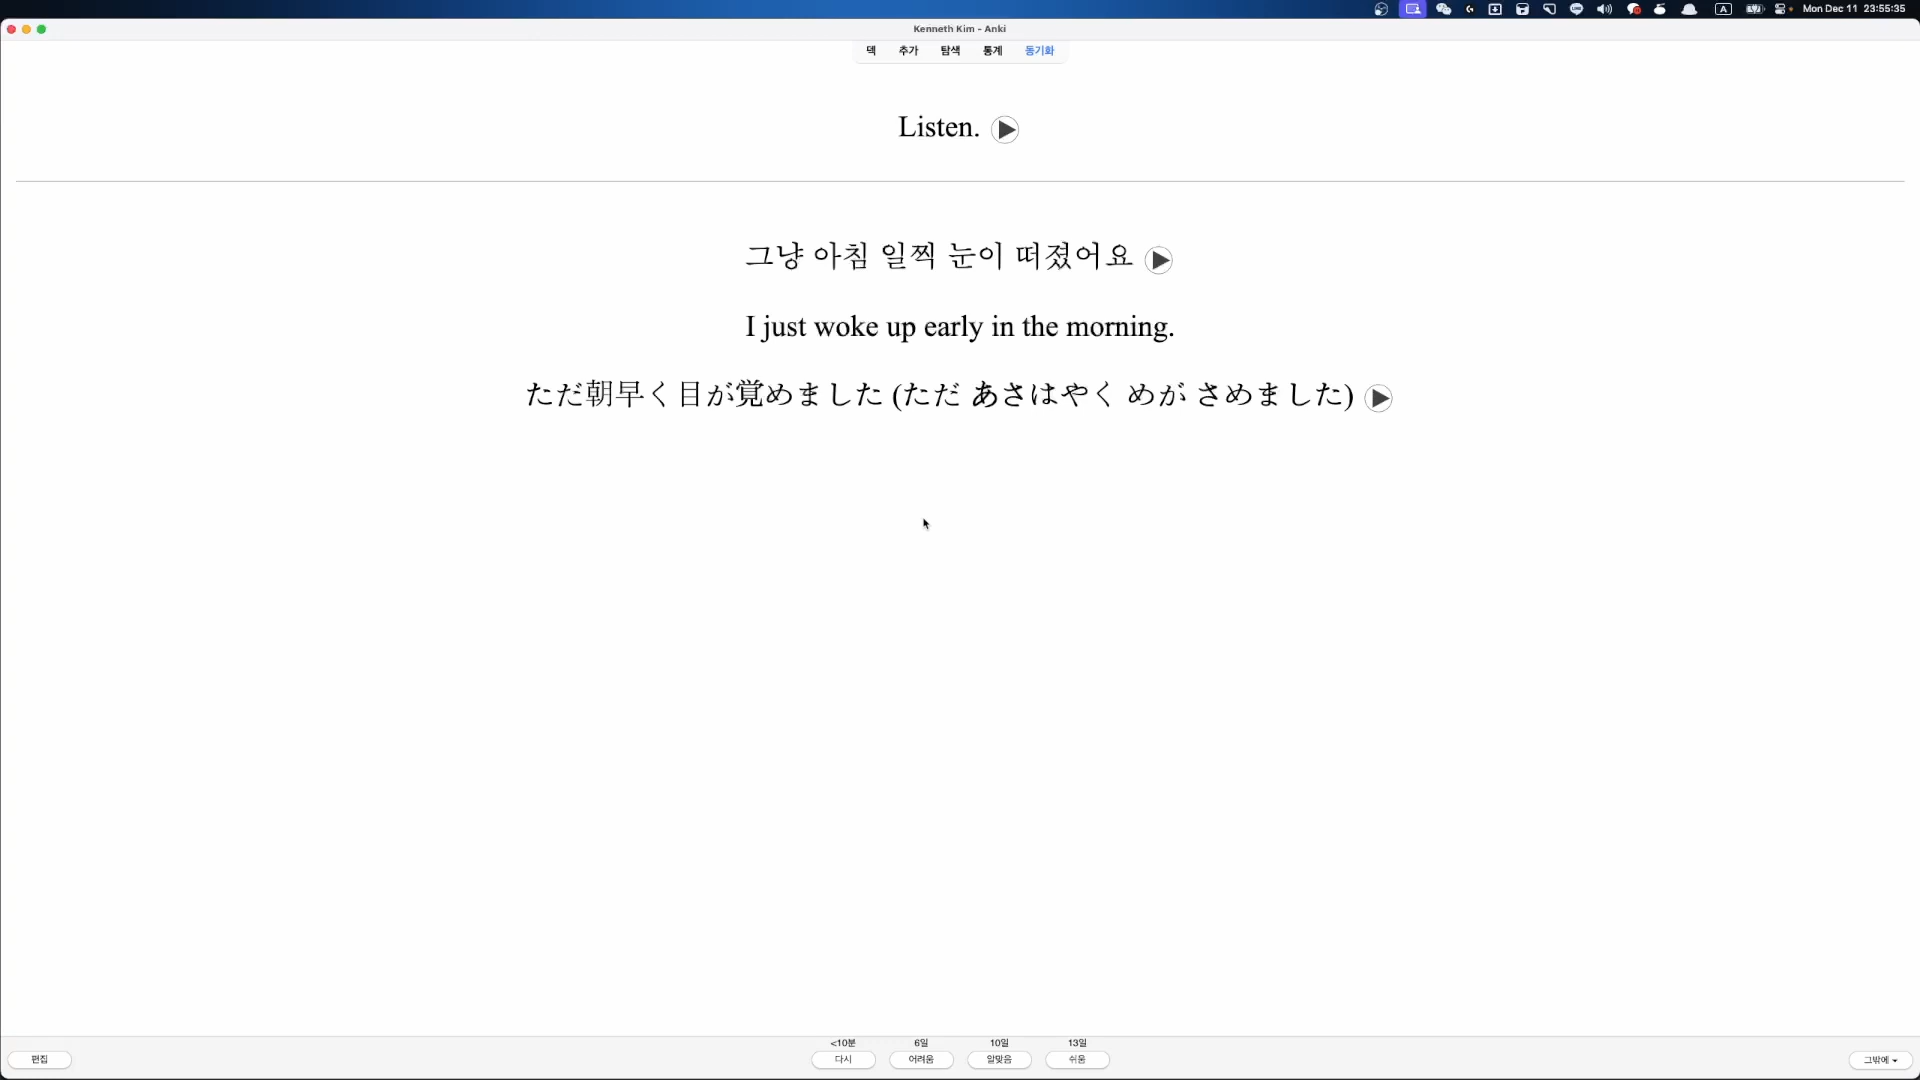 Mon Dec 11 23:55:35
Kenneth Kim - Anki
덱 추가 탐색 통계 동기화
Listen.
그냥 아침 일찍 눈이 떠졌어요
I just woke up early in the morning.
ただ朝早く目が覚めました (ただ あさはやく めが さめました)
<10분 6일 10일 13일
편집 다시 어려움 알맞음 쉬움 그밖에